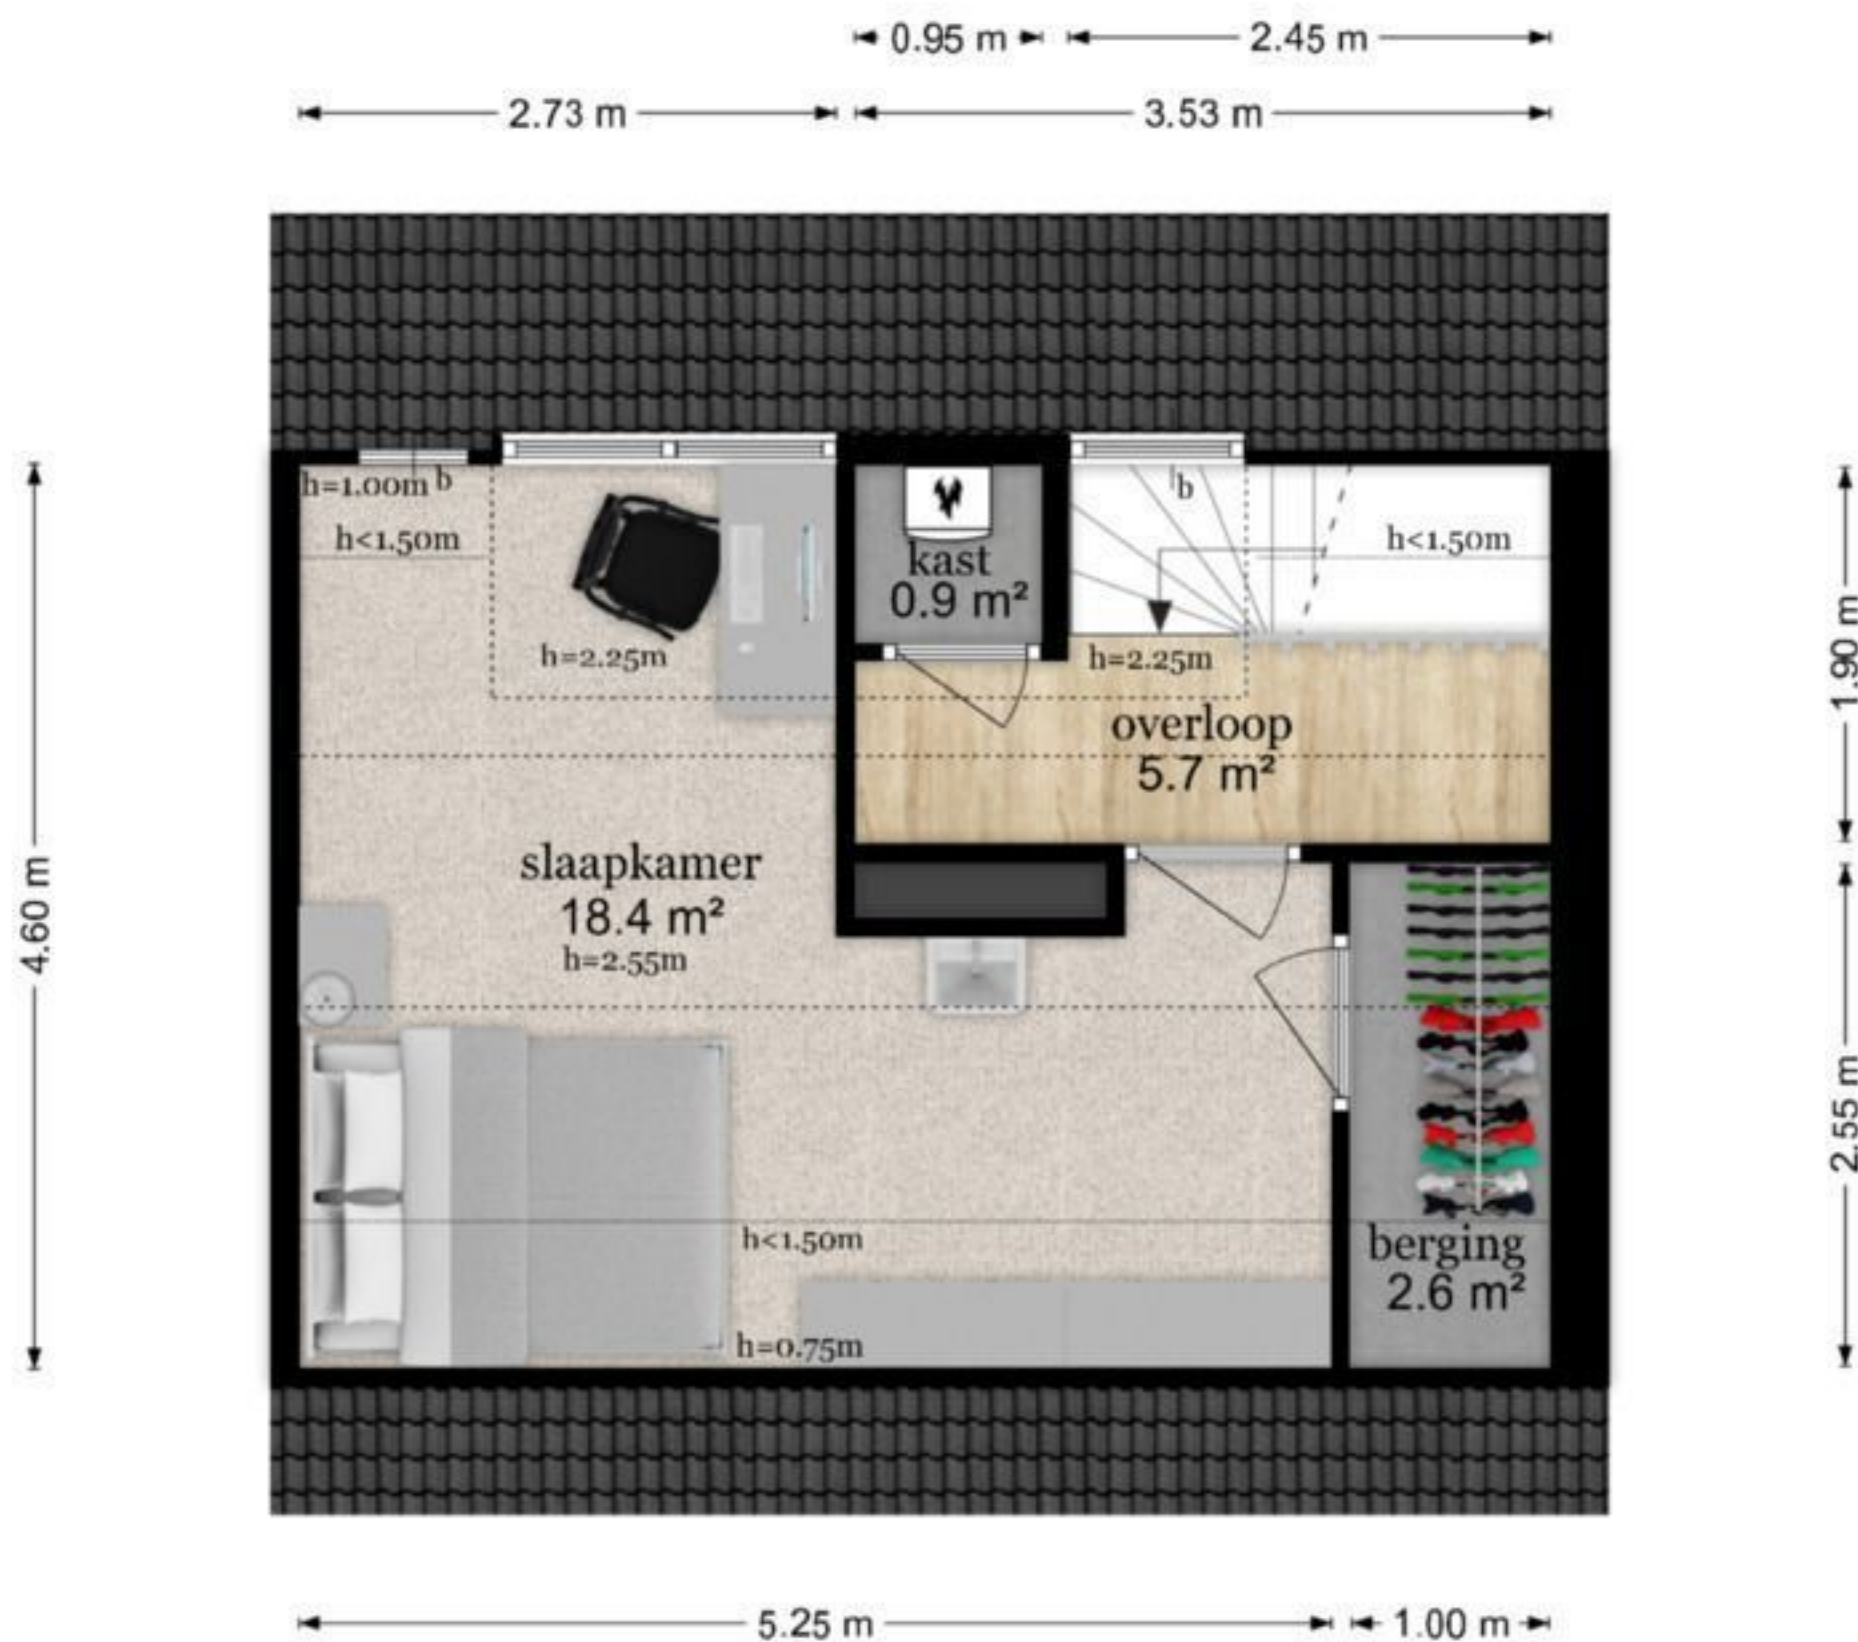 0.95 m
2.45 m
2.73 m
3.53 m
h=1.00m b
h<1.50m
h=2.25m
kast
0.9 m²
b
h<1.50m
h=2.25m
overloop
5.7 m²
1.90 m
4.60 m
slaapkamer
18.4 m²
h=2.55m
2.55 m
h<1.50m
berging
2.6 m²
h=0.75m
5.25 m
1.00 m